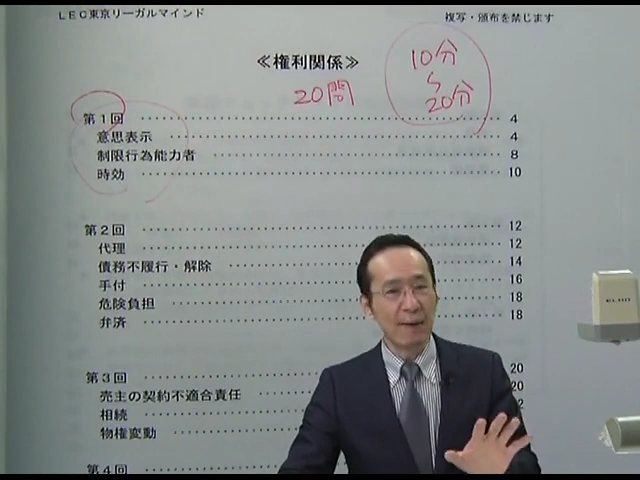 LEC東京リーガルマインド 複写・頒布を禁じます
≪権利関係≫
20問
10分
〜
20分
第1回 ………………………………………… 4
意思表示 ………………………………………… 4
制限行為能力者 ………………………………………… 8
時効 ………………………………………… 10
第2回 ………………………………………… 12
代理 ………………………………………… 12
債務不履行・解除 ………………………………………… 14
手付 ………………………………………… 16
危険負担 ………………………………………… 18
弁済 ………………………………………… 18
第3回 ………………………………………… 20
売主の契約不適合責任 ………………………………………… 20
相続 …………………………………………
物権変動 …………………………………………
第4回 …………………………………………
ELMO